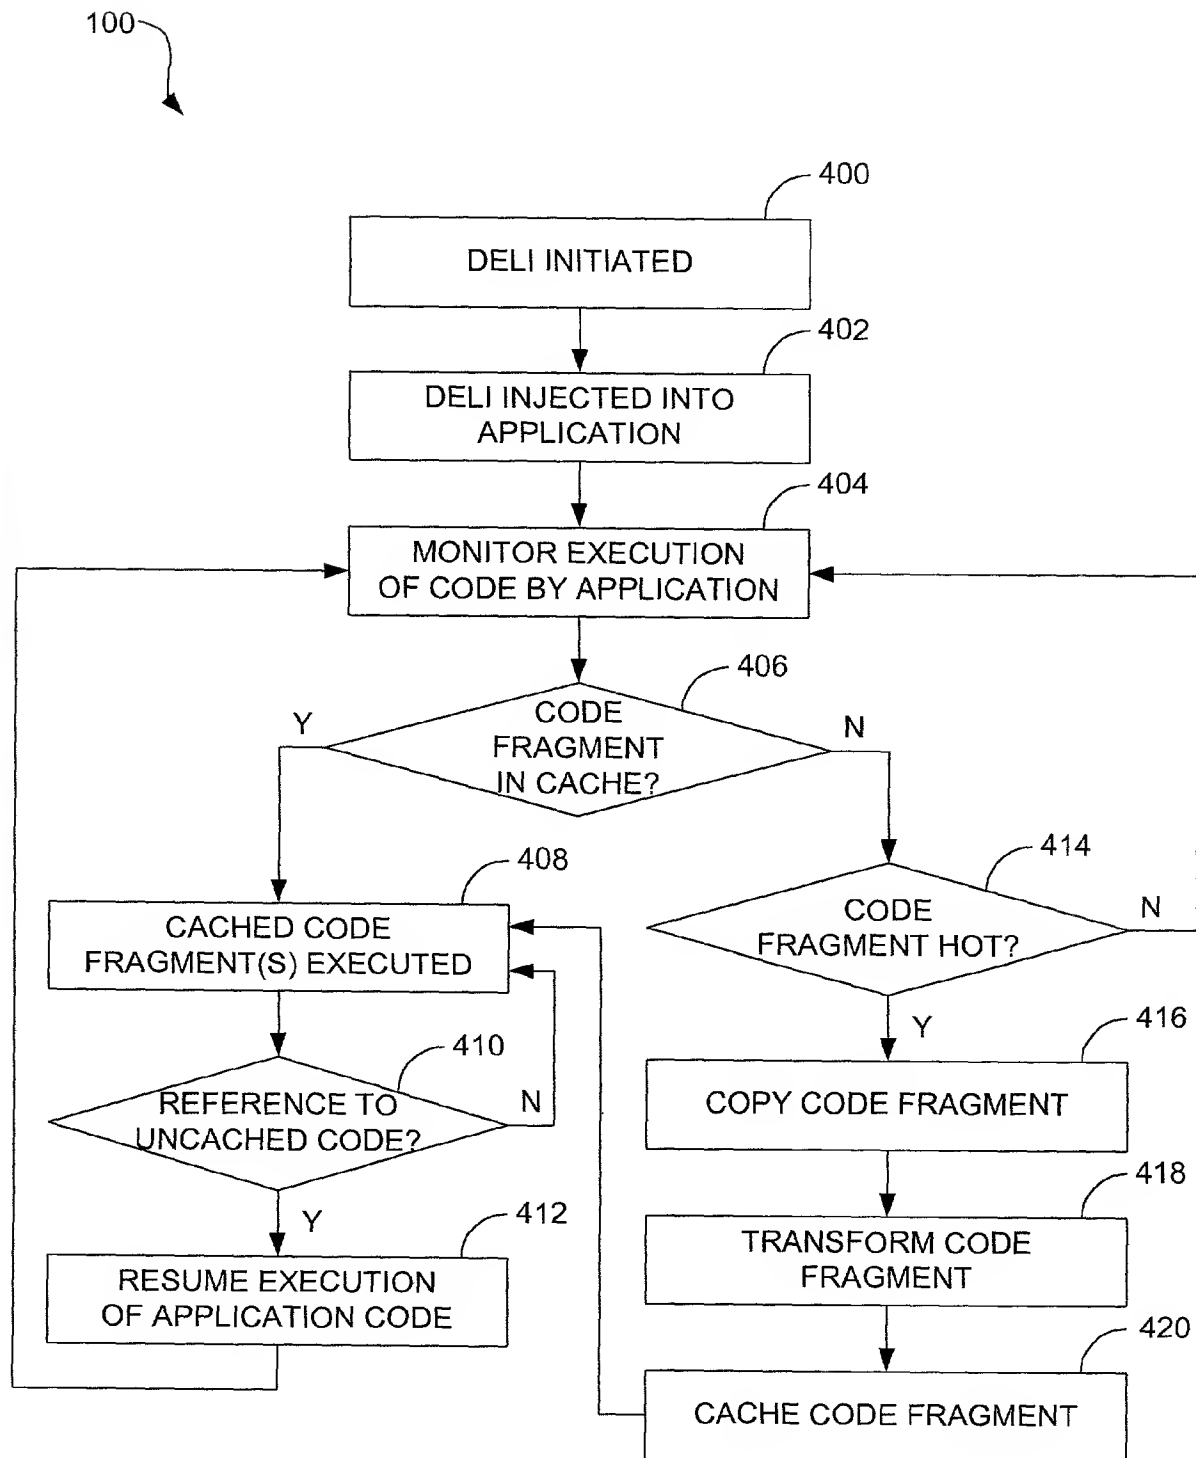 100
400
DELI INITIATED
402
DELI INJECTED INTO
APPLICATION
404
MONITOR EXECUTION
OF CODE BY APPLICATION
406
Y
CODE
FRAGMENT
IN CACHE?
N
408
CACHED CODE
FRAGMENT(S) EXECUTED
414
CODE
FRAGMENT HOT?
N
Y
410
REFERENCE TO
UNCACHED CODE?
N
Y
416
COPY CODE FRAGMENT
412
RESUME EXECUTION
OF APPLICATION CODE
418
TRANSFORM CODE
FRAGMENT
420
CACHE CODE FRAGMENT